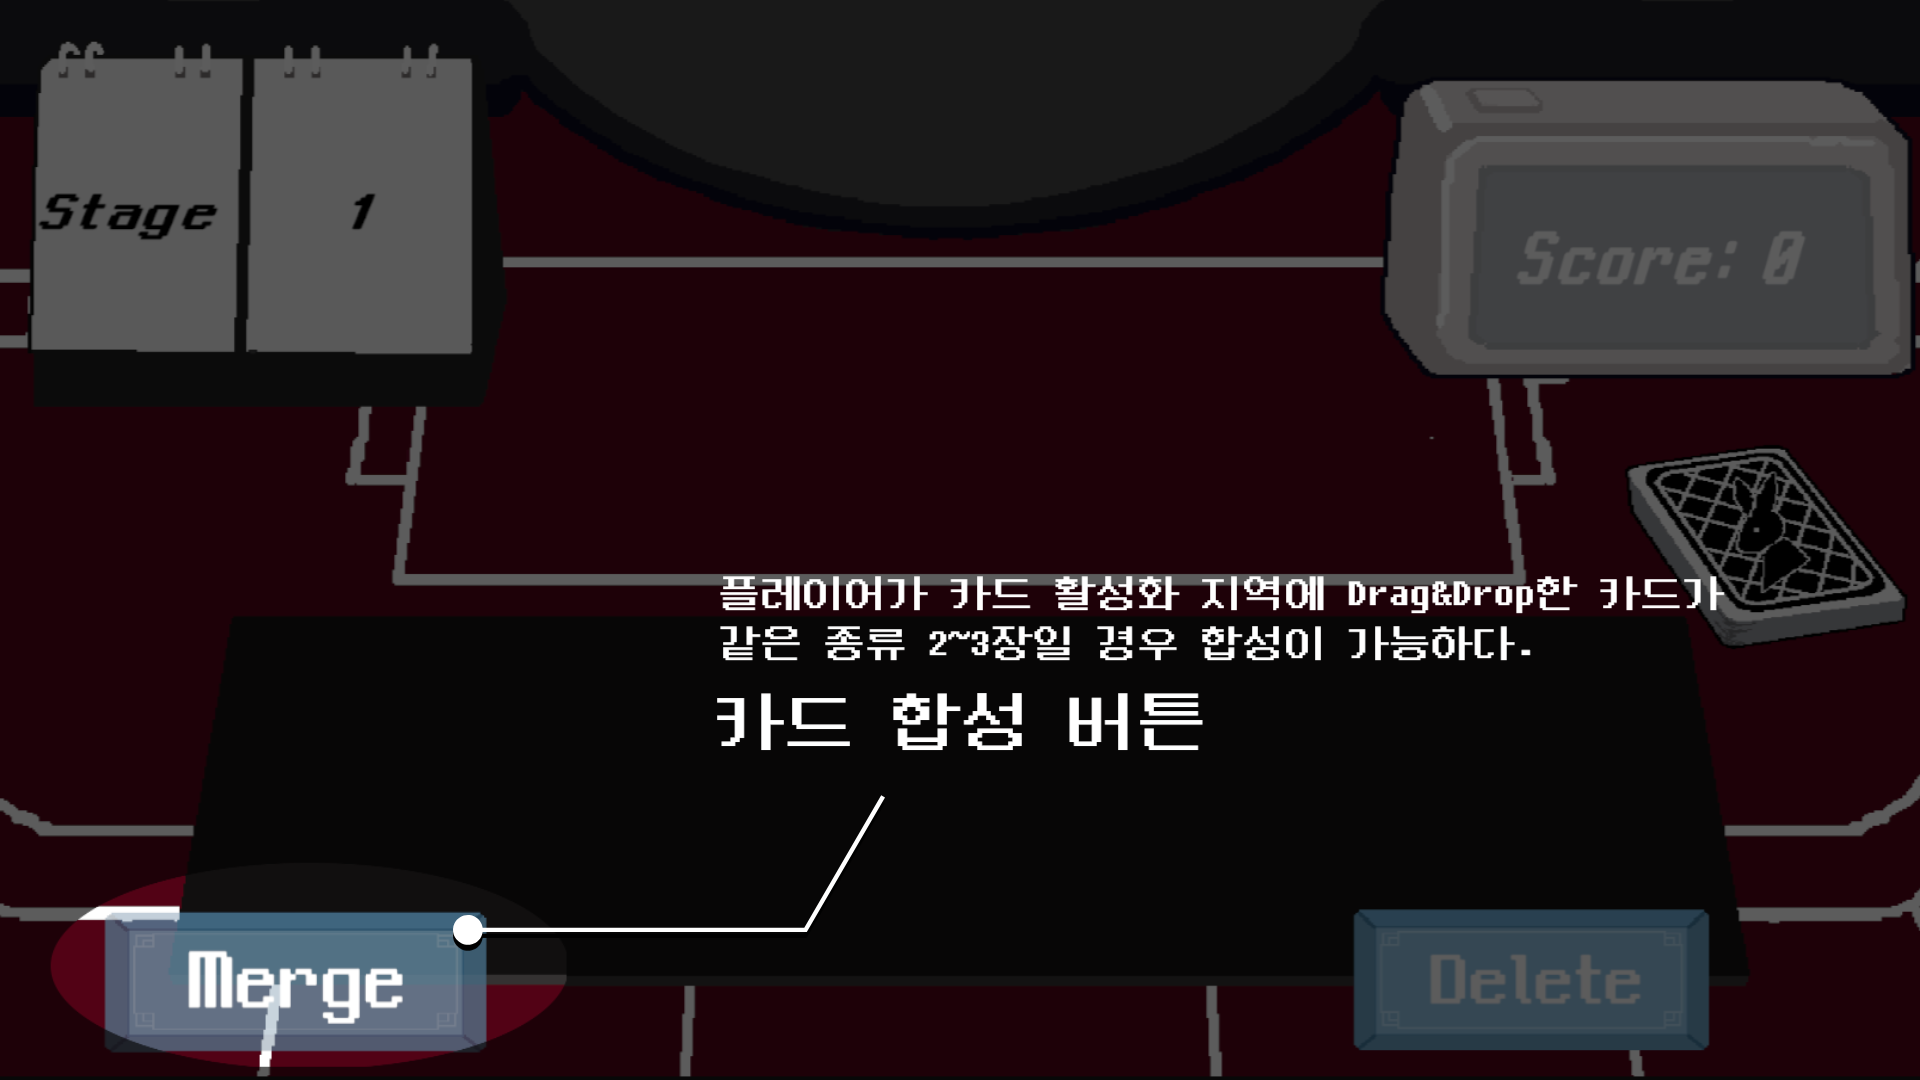 Stage
1
Score: 0
플레이어가 카드 활성화 지역에 Drag&Drop한 카드가
같은 종류 2~3장일 경우 합성이 가능하다.
카드 합성 버튼
Merge
Delete